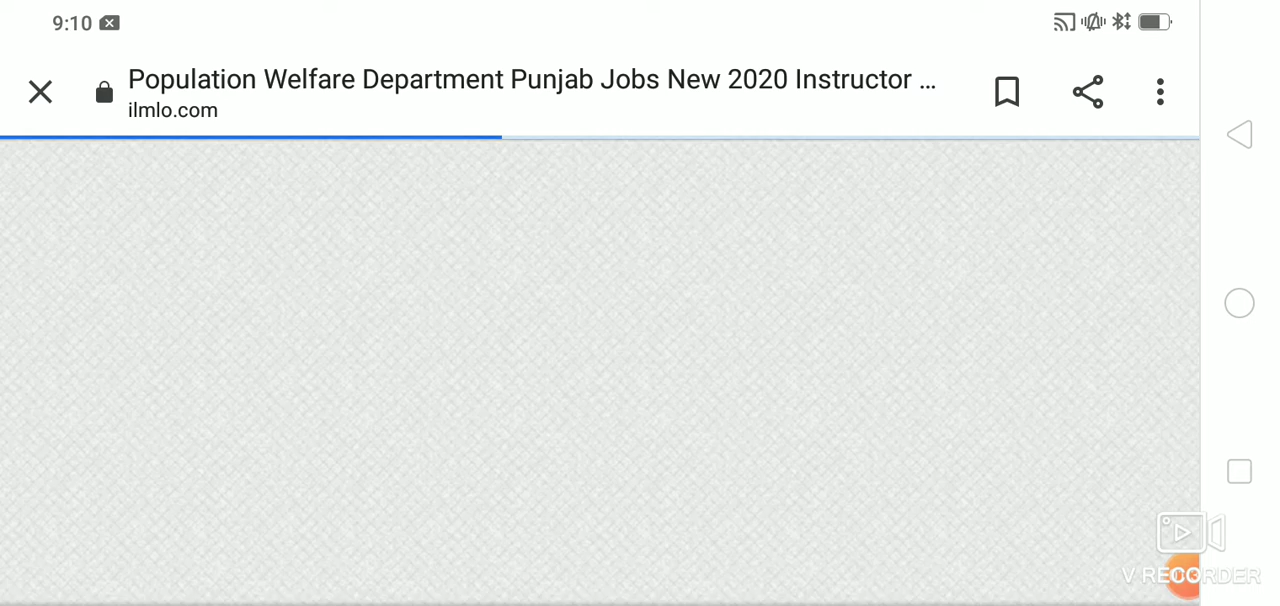 9:10
Population Welfare Department Punjab Jobs New 2020 Instructor ...
ilmlo.com
V RECORDER